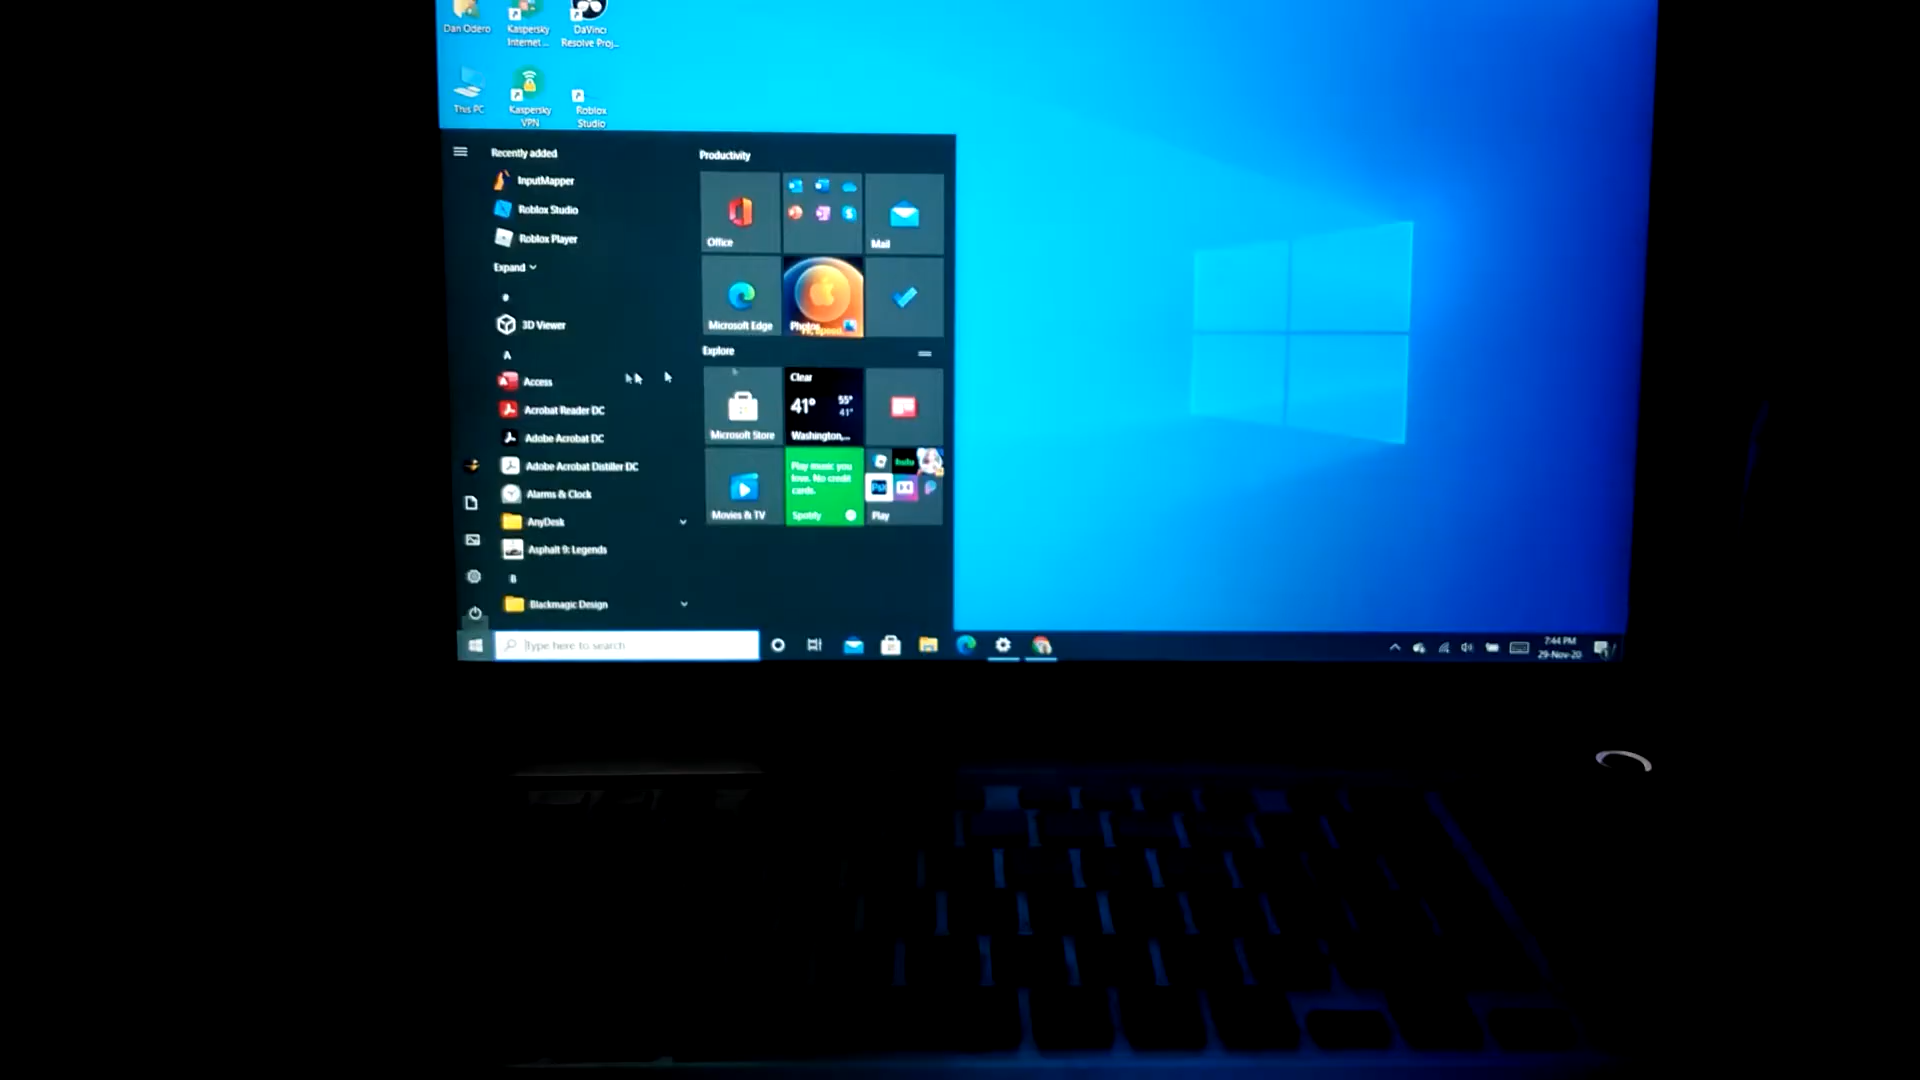 Dan Odero
Kaspersky
Internet...
DaVinci
Resolve Proj...
This PC
Kaspersky
VPN
Roblox
Studio
Recently added
InputMapper
Roblox Studio
Roblox Player
Expand
#
3D Viewer
A
Access
Acrobat Reader DC
Adobe Acrobat DC
Adobe Acrobat Distiller DC
Alarms & Clock
AnyDesk
Asphalt 9: Legends
B
Blackmagic Design
Type here to search
Productivity
Office
Mail
Microsoft Edge
Photos
Explore
Microsoft Store
Clear
41° 55°
41°
Washington,...
Movies & TV
Play music you
love. No credit
cards.
Spotify
hulu
Play
7:44 PM
29-Nov-20